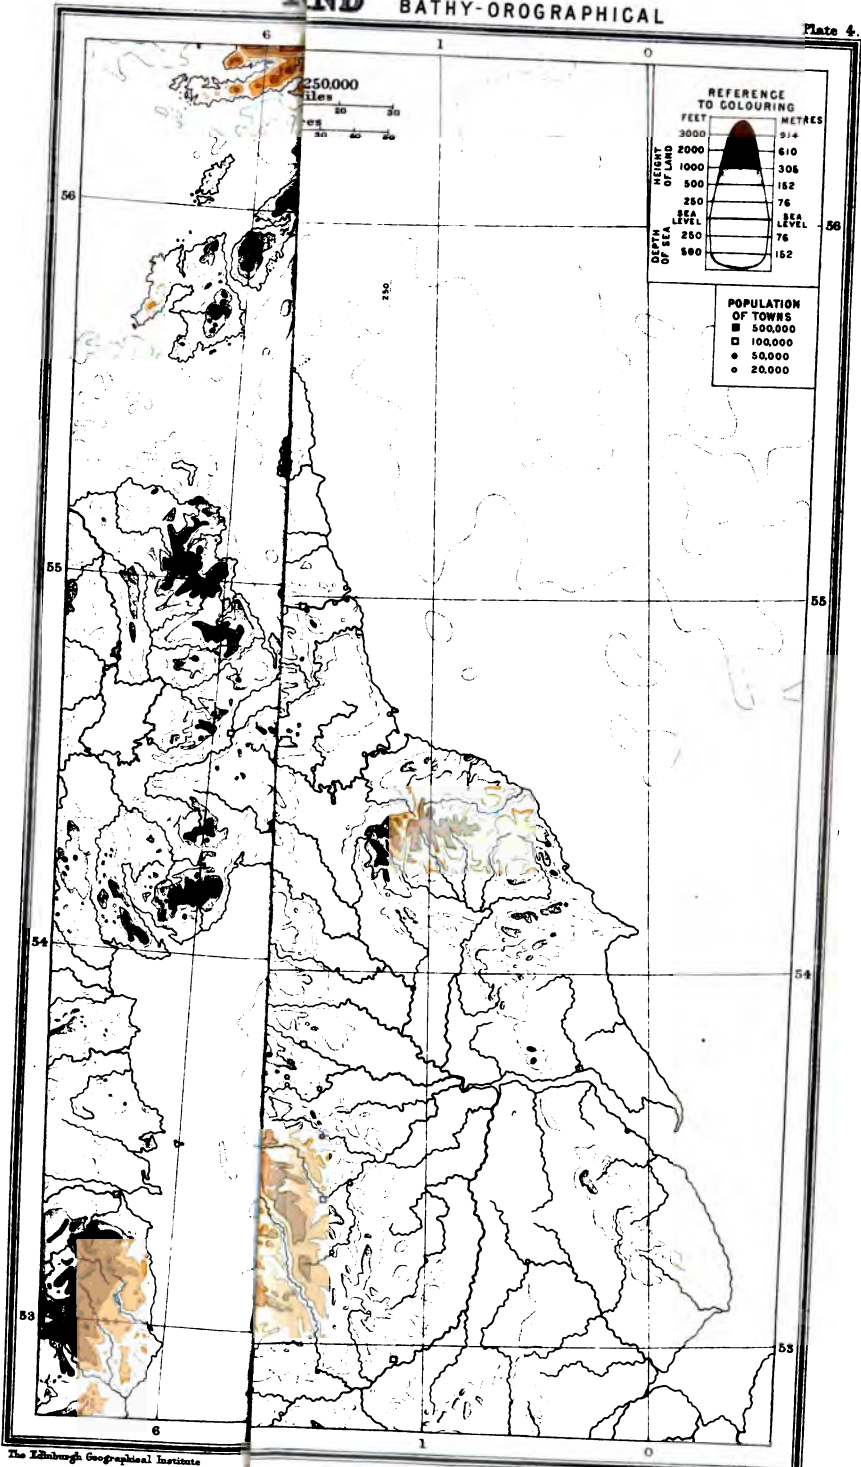 AND BATHY-OROGRAPHICAL
Plate 4.
6 1 0
250,000
20 30
30 40 50
REFERENCE
TO COLOURING
FEET METRES
3000 914
2000 610
1000 305
500 152
250 76
SEA LEVEL SEA LEVEL
250 76
500 152
HEIGHT OF LAND
DEPTH OF SEA
56 56
250
POPULATION
OF TOWNS
500,000
100,000
50,000
20,000
55 55
54 54
53 53
6 1 0
The Edinburgh Geographical Institute